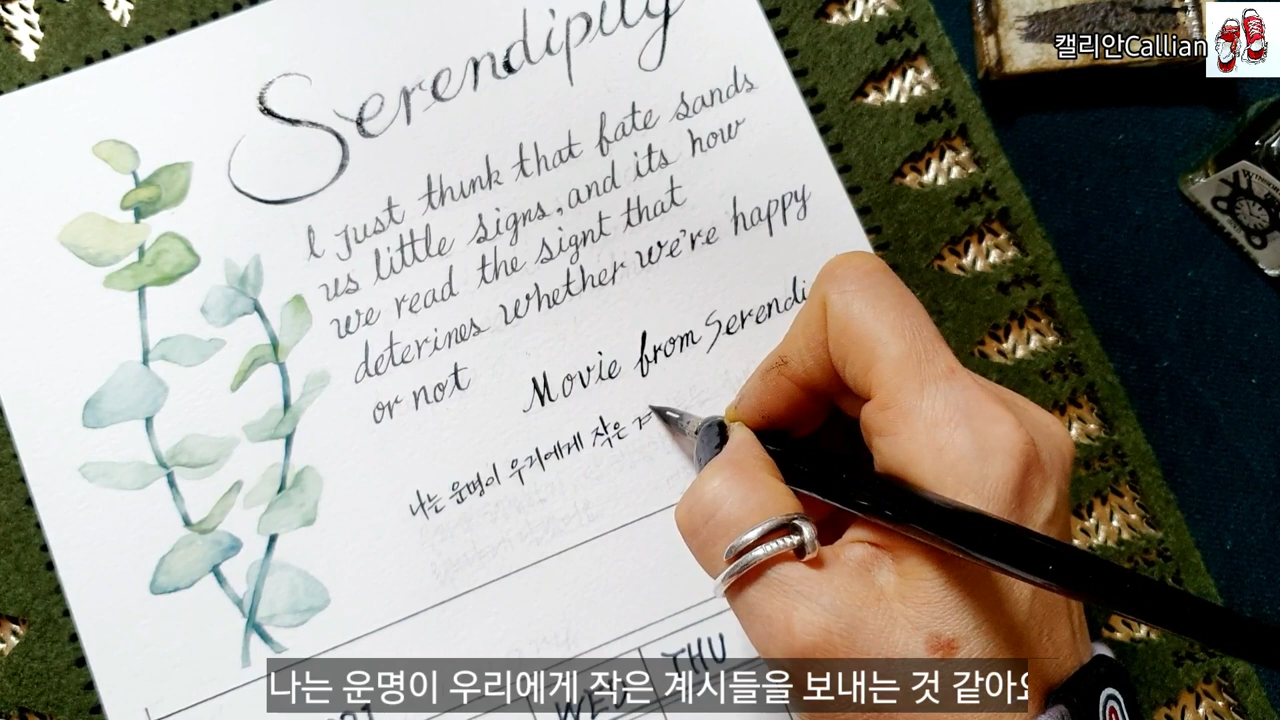 캘리안Callian
Serendipity
I just think that fate sands
us little signs, and its how
we read the signt that
deterines whether we're happy
or not
Movie from Serendi
나는 운명이 우리에게 작은
WED THU
나는 운명이 우리에게 작은 계시들을 보내는 것 같아요